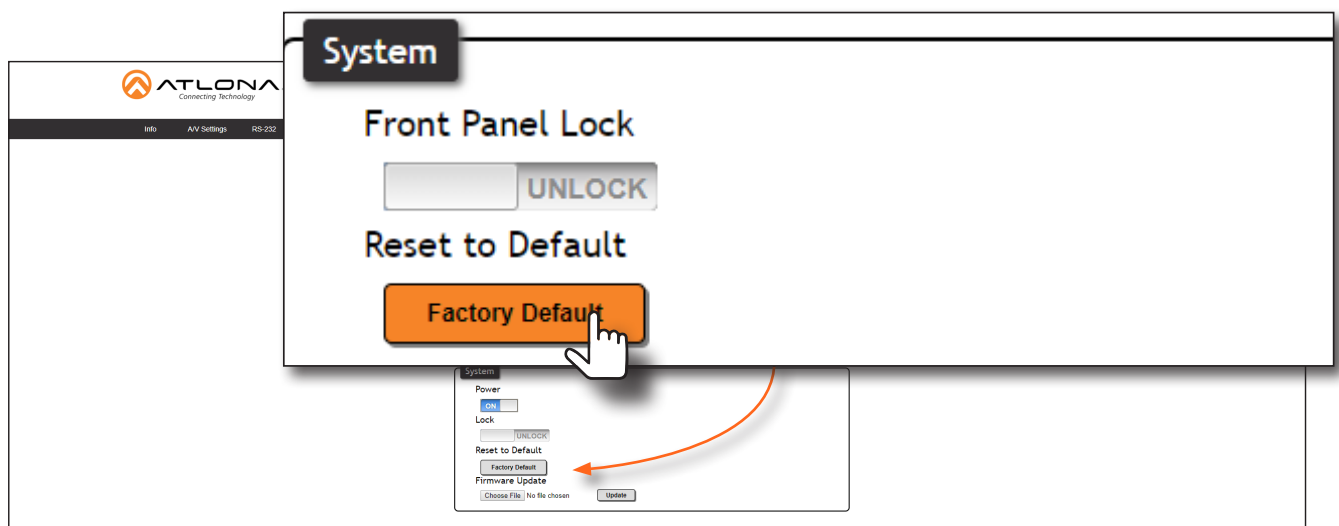 System
Front Panel Lock
UNLOCK
Reset to Default
Factory Default
ATLONA
Connecting Technology
Info A/V Settings RS-232
System
Power
ON
Lock
UNLOCK
Reset to Default
Factory Default
Firmware Update
Choose File No file chosen Update